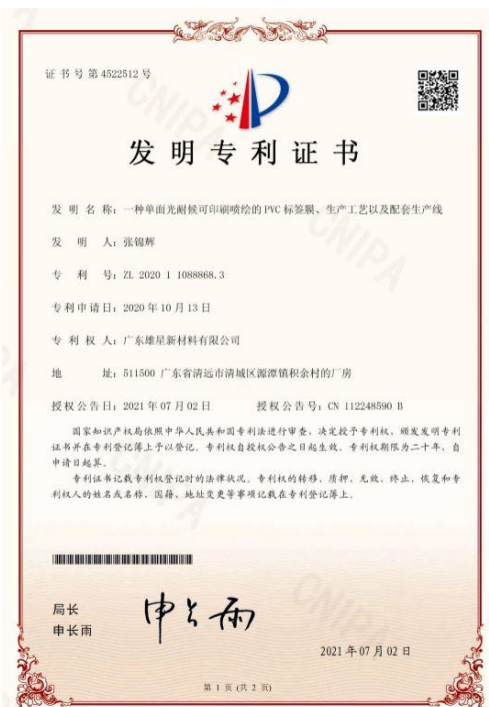 证书号第4522512号
发明专利证书
发明名称：一种单面光耐候可印刷喷绘的PVC标签膜、生产工艺以及配套生产线
发明人：张锦辉
专利号：ZL 2020 1 1088868.3
专利申请日：2020年10月13日
专利权人：广东雄星新材料有限公司
地址：511500 广东省清远市清城区源潭镇积余村的厂房
授权公告日：2021年07月02日 授权公告号：CN 112248590 B
国家知识产权局依照中华人民共和国专利法进行审查，决定授予专利权，颁发发明专利
证书并在专利登记簿上予以登记。专利权自授权公告之日起生效。专利权期限为二十年，自
申请日起算。
专利证书记载专利权登记时的法律状况。专利权的转移、质押、无效、终止、恢复和专
利权人的姓名或名称、国籍、地址变更等事项记载在专利登记簿上。
局长
申长雨
申长雨
2021年07月02日
第 1 页 (共 2 页)
CNIPA
CNIPA
CNIPA
CNIPA